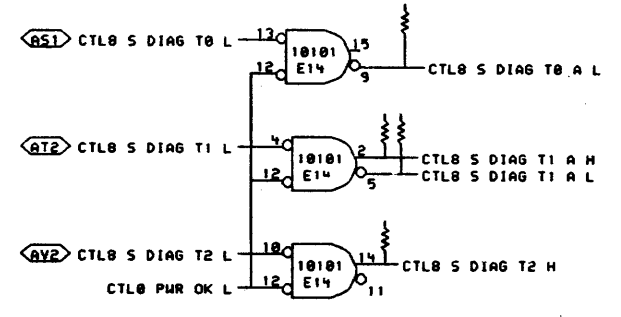 AS1 CTL8 S DIAG T0 L 13 15
12 10101
E14 9 CTL8 S DIAG T0 A L
AT2 CTL8 S DIAG T1 L 4 2
10101 CTL8 S DIAG T1 A H
12 E14 5 CTL8 S DIAG T1 A L
AV2 CTL8 S DIAG T2 L 10 14
10101 CTL8 S DIAG T2 H
CTL0 PWR OK L 12 E14 11